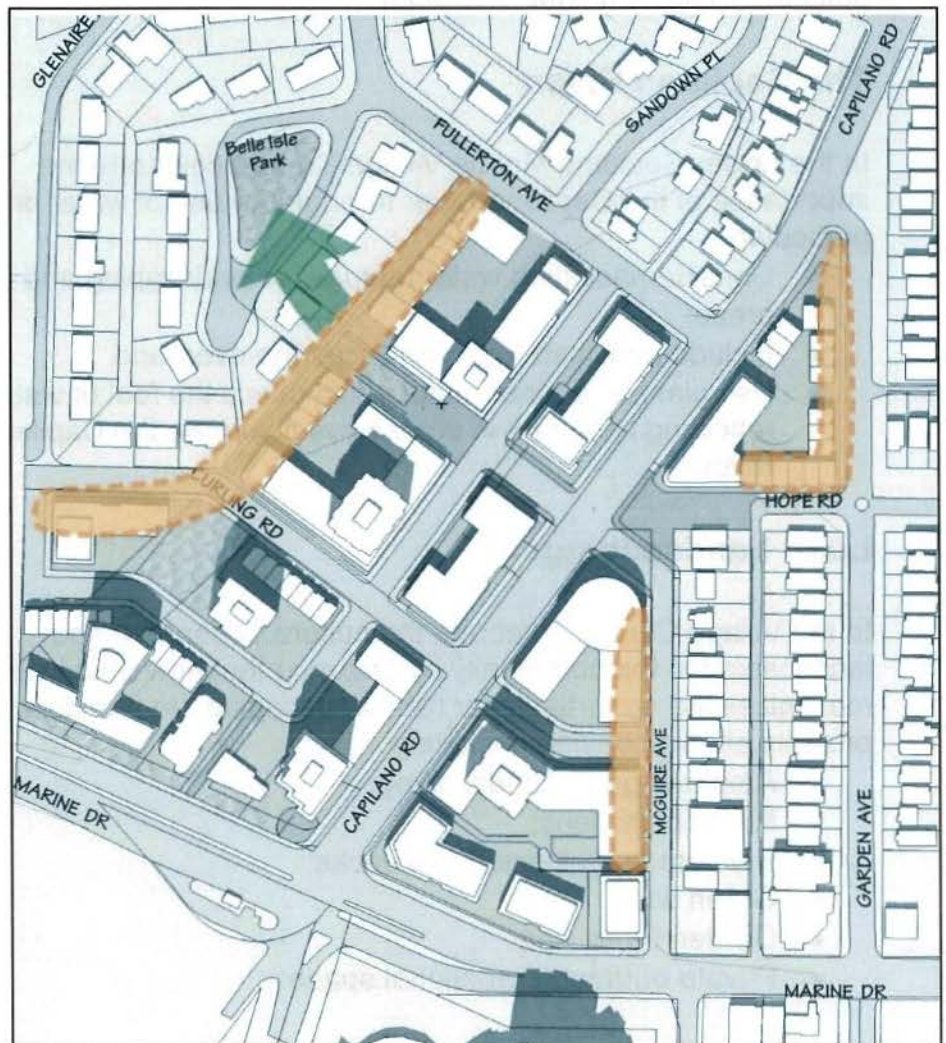 GLENAIRE
CAPILANO RD
SANDOWN PL
FULLERTON AVE
Belle Isle
Park
CURLING RD
HOPE RD
MCGUIRE AVE
CAPILANO RD
GARDEN AVE
MARINE DR
MARINE DR